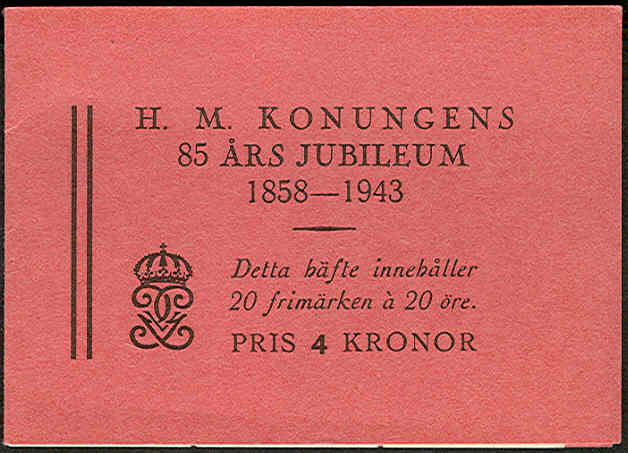 H. M. KONUNGENS
85 ÅRS JUBILEUM
1858—1943
Detta häfte innehåller
20 frimärken à 20 öre.
PRIS 4 KRONOR